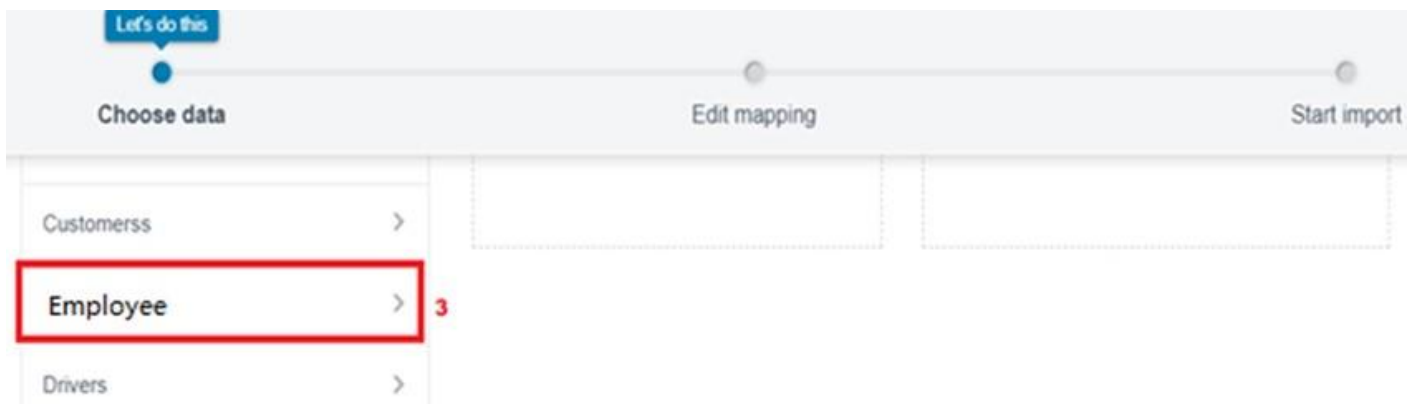 Let's do this
Choose data
Edit mapping
Start import
Customerss
Employee
3
Drivers